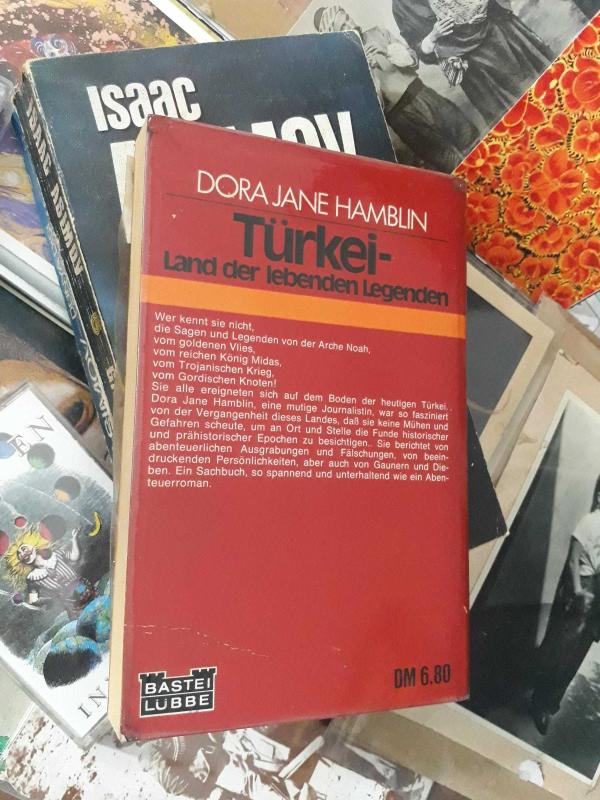 ISAAC
ISAAC ASIMOV
DORA JANE HAMBLIN
Türkei-
Land der lebenden Legenden
Wer kennt sie nicht,
die Sagen und Legenden von der Arche Noah,
vom goldenen Vlies,
vom reichen König Midas,
vom Trojanischen Krieg,
vom Gordischen Knoten!
Sie alle ereigneten sich auf dem Boden der heutigen Türkei.
Dora Jane Hamblin, eine mutige Journalistin, war so fasziniert
von der Vergangenheit dieses Landes, daß sie keine Mühen und
Gefahren scheute, um an Ort und Stelle die Funde historischer
und prähistorischer Epochen zu besichtigen. Sie berichtet von
abenteuerlichen Ausgrabungen und Fälschungen, von beein-
druckenden Persönlichkeiten, aber auch von Gaunern und Die-
ben. Ein Sachbuch, so spannend und unterhaltend wie ein Aben-
teuerroman.
BASTEI
LÜBBE
DM 6.80